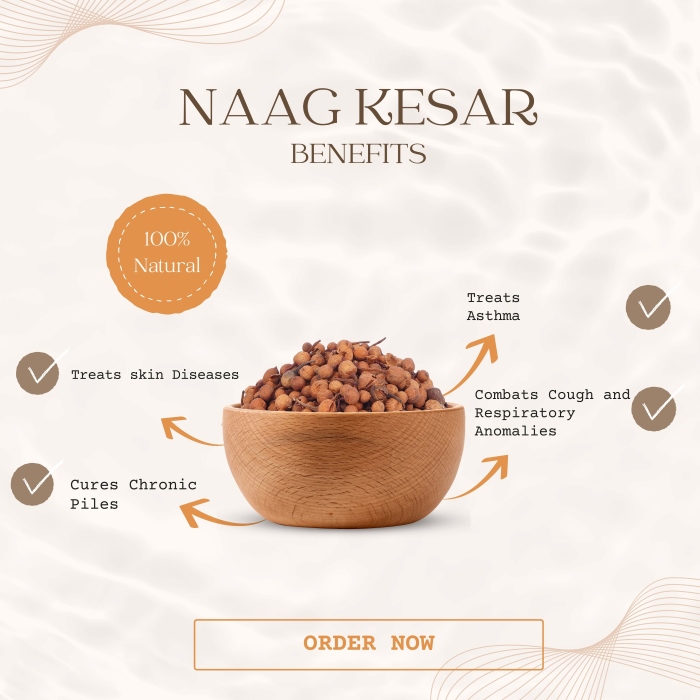 NAAG KESAR
BENEFITS
100%
Natural
Treats
Asthma
Treats skin Diseases
Combats Cough and
Respiratory
Anomalies
Cures Chronic
Piles
ORDER NOW